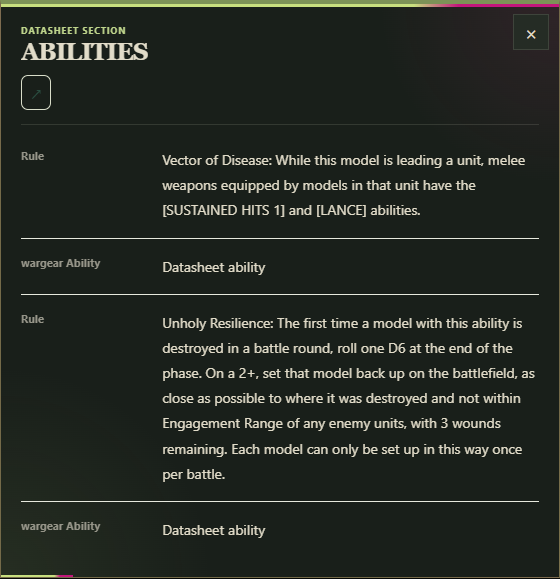 DATASHEET SECTION
ABILITIES
Rule
Vector of Disease: While this model is leading a unit, melee
weapons equipped by models in that unit have the
[SUSTAINED HITS 1] and [LANCE] abilities.
wargear Ability
Datasheet ability
Rule
Unholy Resilience: The first time a model with this ability is
destroyed in a battle round, roll one D6 at the end of the
phase. On a 2+, set that model back up on the battlefield, as
close as possible to where it was destroyed and not within
Engagement Range of any enemy units, with 3 wounds
remaining. Each model can only be set up in this way once
per battle.
wargear Ability
Datasheet ability